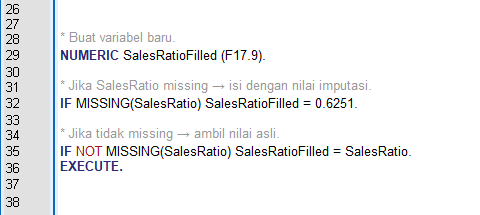 26
27
28 * Buat variabel baru.
29 NUMERIC SalesRatioFilled (F17.9).
30
31 * Jika SalesRatio missing → isi dengan nilai imputasi.
32 IF MISSING(SalesRatio) SalesRatioFilled = 0.6251.
33
34 * Jika tidak missing → ambil nilai asli.
35 IF NOT MISSING(SalesRatio) SalesRatioFilled = SalesRatio.
36 EXECUTE.
37
38